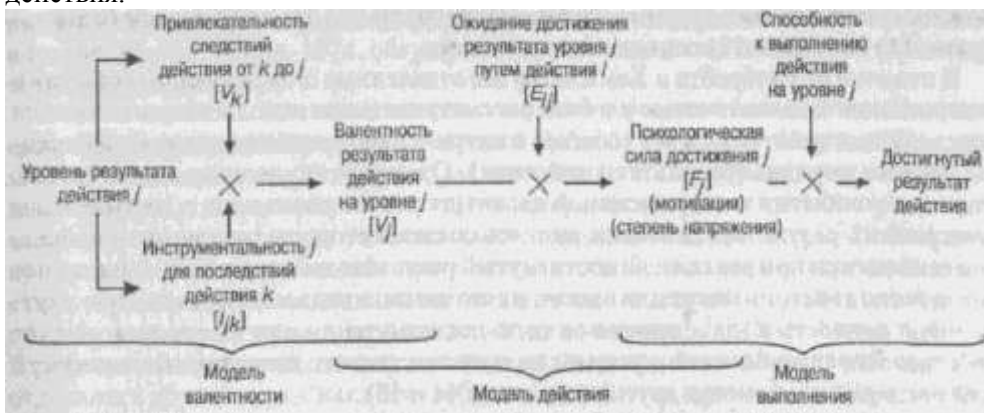 действия.
Привлекательность
следствий
действия от k до j
[Vk]
Ожидание достижения
результата уровня j
путем действия i
[Eij]
Способность
к выполнению
действия
на уровне j
Уровень результата
действия j
Валентность
результата
действия
на уровне j
[Vj]
Психологическая
сила достижения j
[Fj]
(мотивации)
(степень напряжения)
Достигнутый
результат
действия
Инструментальность j
для последствий
действия k
[Ijk]
Модель
валентности
Модель действия
Модель
выполнения